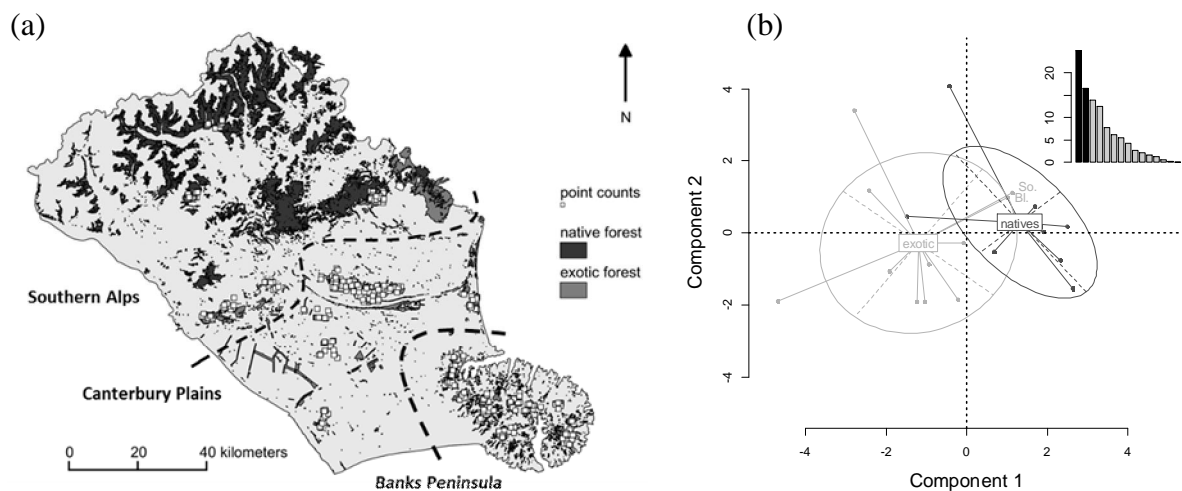 (a)
N
point counts
native forest
exotic forest
Southern Alps
Canterbury Plains
Banks Peninsula
0 20 40 kilometers
(b)
Component 2
4
2
0
-2
-4
-4 -2 0 2 4
Component 1
So.
Bl.
natives
exotic
20
15
10
5
0